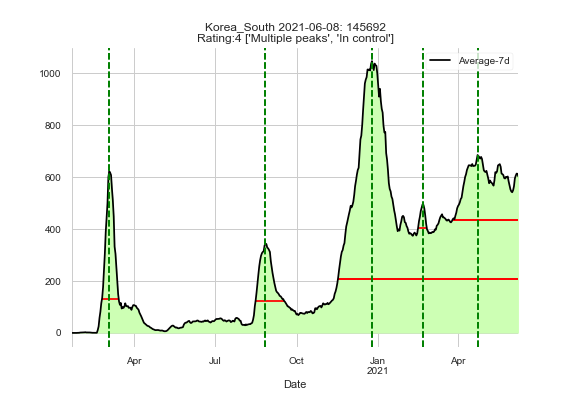 Korea_South 2021-06-08: 145692
Rating:4 ['Multiple peaks', 'In control']
Average-7d
1000
800
600
400
200
0
Apr Jul Oct Jan Apr
2021
Date